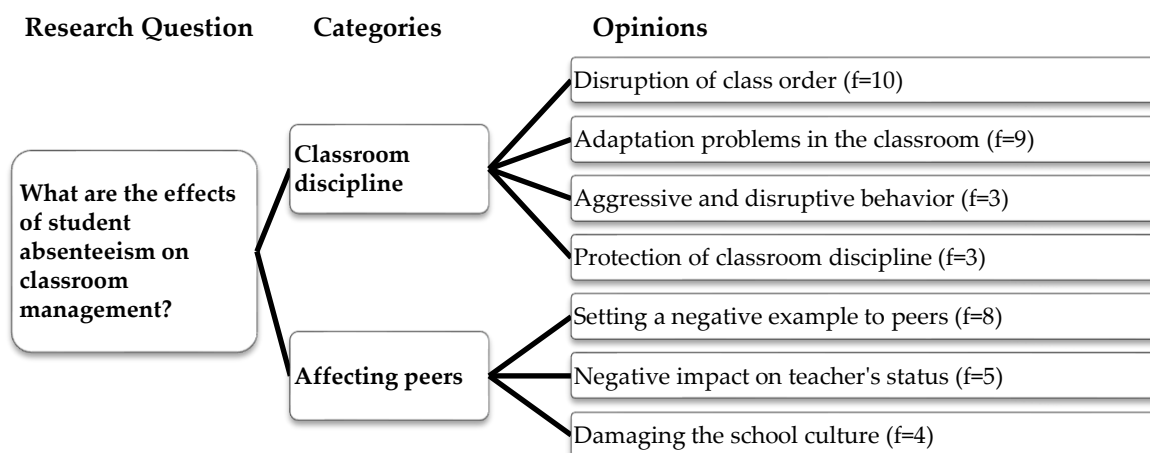 Research Question Categories Opinions
What are the effects
of student
absenteeism on
classroom
management?
Classroom
discipline
Disruption of class order (f=10)
Adaptation problems in the classroom (f=9)
Aggressive and disruptive behavior (f=3)
Protection of classroom discipline (f=3)
Affecting peers
Setting a negative example to peers (f=8)
Negative impact on teacher's status (f=5)
Damaging the school culture (f=4)